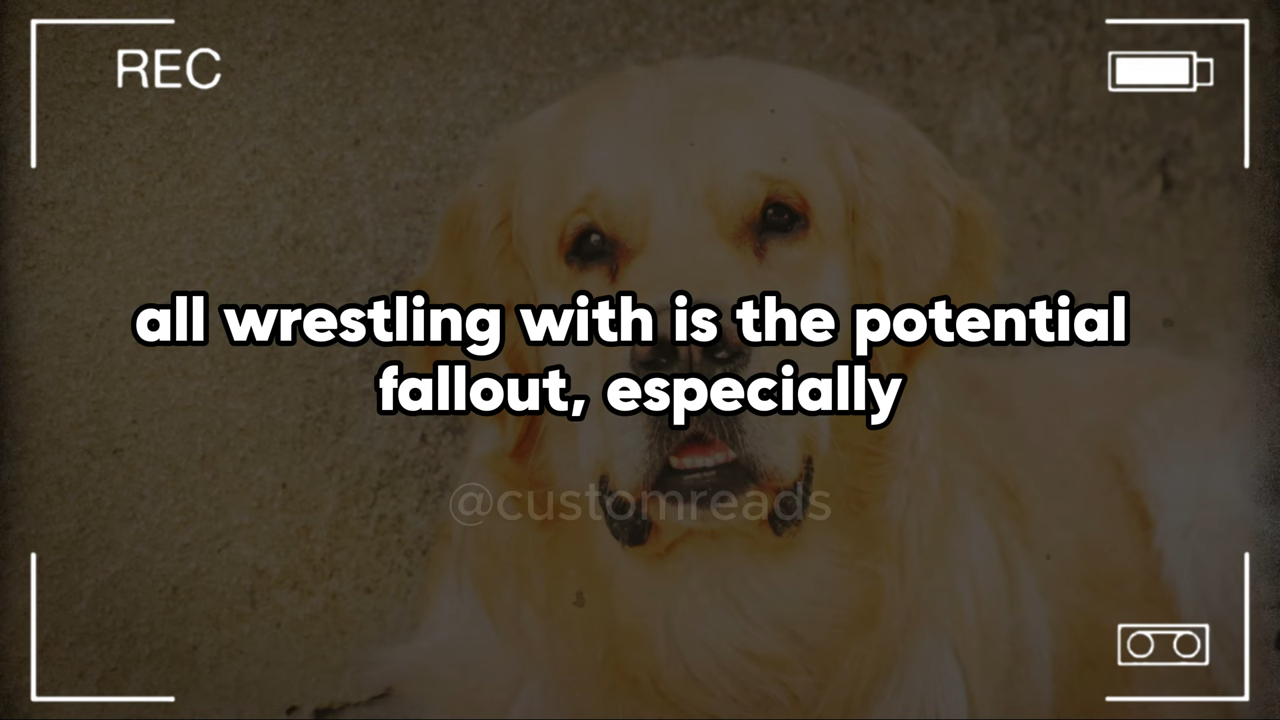 REC
all wrestling with is the potential
fallout, especially
@customreads